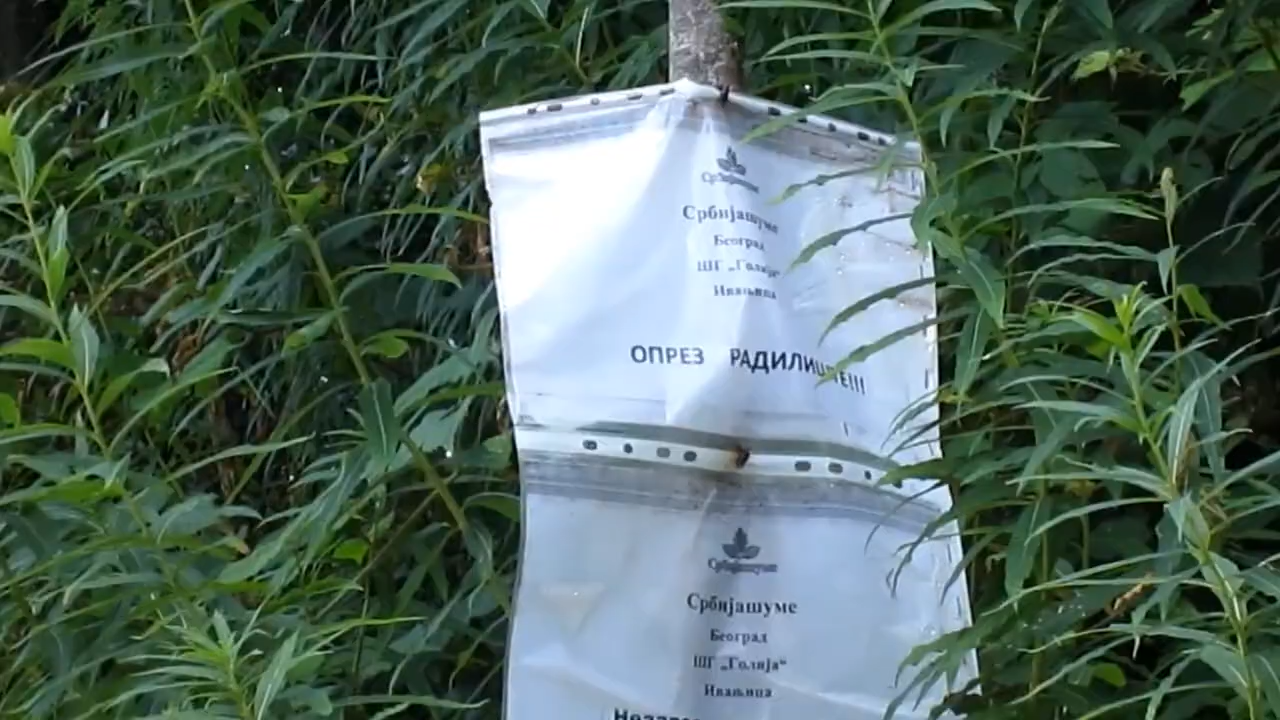 Србијашуме
Србијашуме
Београд
ШГ „Голија“
Ивањица
ОПРЕЗ РАДИЛИШТЕ!!!
Србијашуме
Србијашуме
Београд
ШГ „Голија“
Ивањица